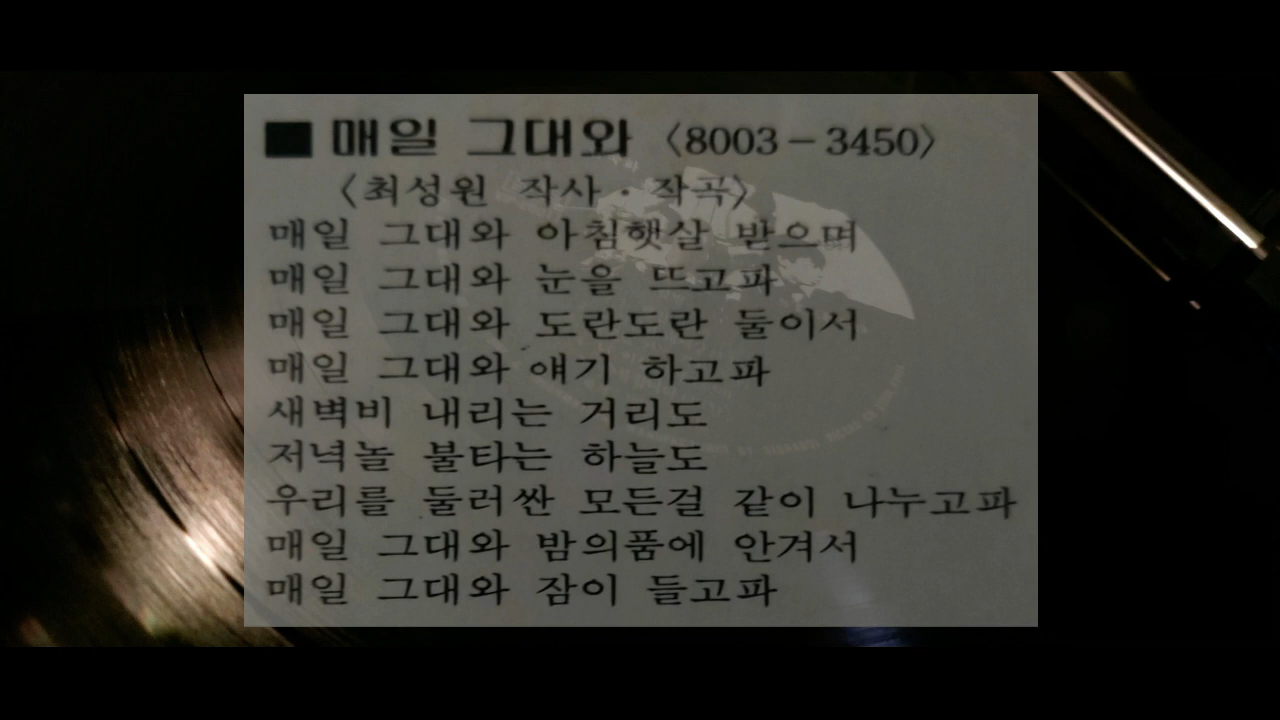 ■ 매일 그대와 〈8003-3450〉
〈최성원 작사·작곡〉
매일 그대와 아침햇살 받으며
매일 그대와 눈을 뜨고파
매일 그대와 도란도란 둘이서
매일 그대와 얘기 하고파
새벽비 내리는 거리도
저녁놀 불타는 하늘도
우리를 둘러싼 모든걸 같이 나누고파
매일 그대와 밤의품에 안겨서
매일 그대와 잠이 들고파